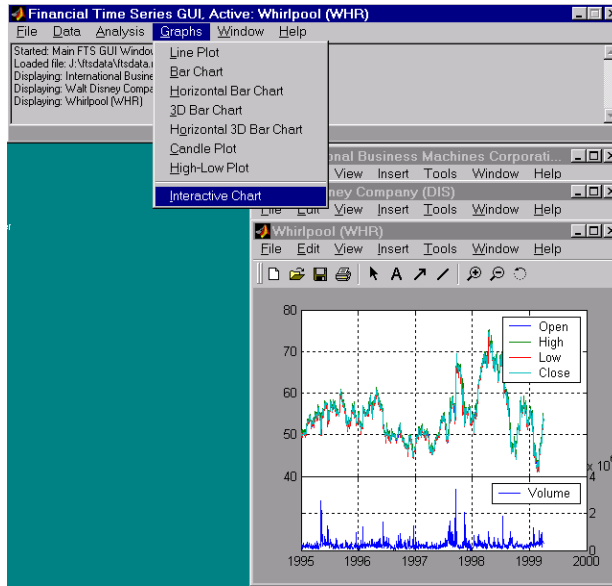 Financial Time Series GUI, Active: Whirlpool (WHR)
File Data Analysis Graphs Window Help
Started: Main FTS GUI Window
Loaded file: J:\ftsdata\ftsdata.
Displaying: International Busine
Displaying: Walt Disney Compa
Displaying: Whirlpool (WHR)
Line Plot
Bar Chart
Horizontal Bar Chart
3D Bar Chart
Horizontal 3D Bar Chart
Candle Plot
High-Low Plot
Interactive Chart
onal Business Machines Corporati...
View Insert Tools Window Help
ney Company (DIS)
File Edit View Insert Tools Window Help
Whirlpool (WHR)
File Edit View Insert Tools Window Help
A
80
70
60
50
40
Open
High
Low
Close
x 10
4
2
0
Volume
1995 1996 1997 1998 1999 2000